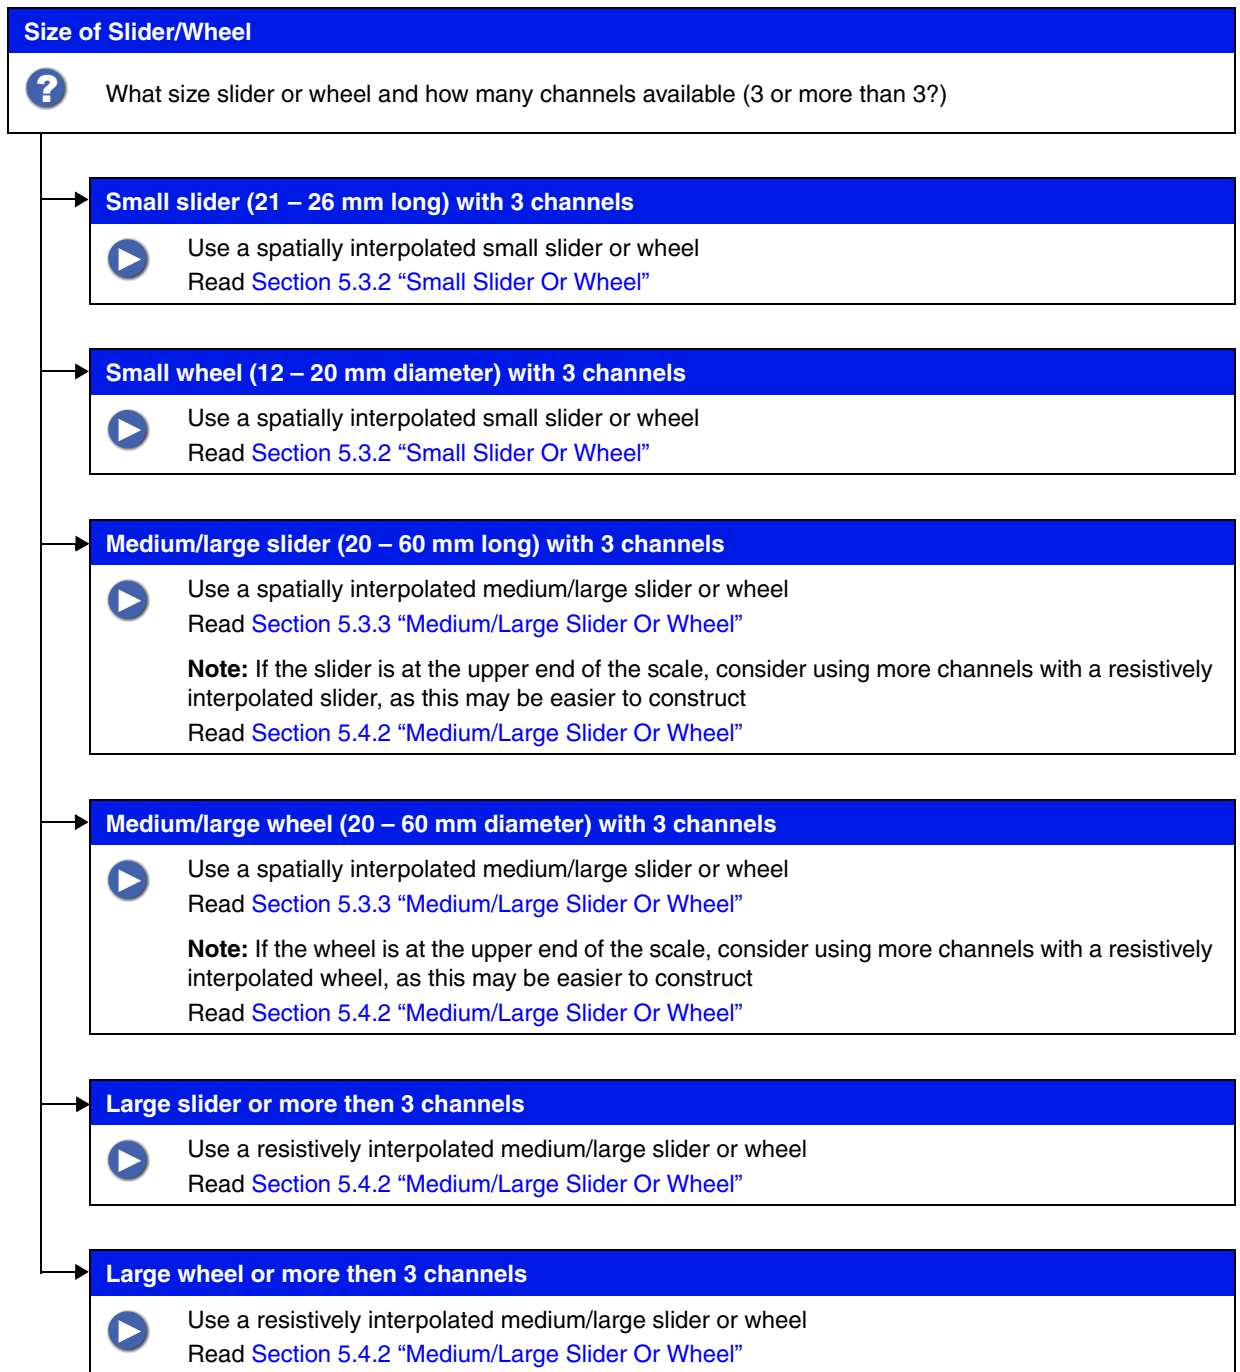 Size of Slider/Wheel
?
What size slider or wheel and how many channels available (3 or more than 3?)
Small slider (21 – 26 mm long) with 3 channels
Use a spatially interpolated small slider or wheel
Read Section 5.3.2 “Small Slider Or Wheel”
Small wheel (12 – 20 mm diameter) with 3 channels
Use a spatially interpolated small slider or wheel
Read Section 5.3.2 “Small Slider Or Wheel”
Medium/large slider (20 – 60 mm long) with 3 channels
Use a spatially interpolated medium/large slider or wheel
Read Section 5.3.3 “Medium/Large Slider Or Wheel”
Note: If the slider is at the upper end of the scale, consider using more channels with a resistively
interpolated slider, as this may be easier to construct
Read Section 5.4.2 “Medium/Large Slider Or Wheel”
Medium/large wheel (20 – 60 mm diameter) with 3 channels
Use a spatially interpolated medium/large slider or wheel
Read Section 5.3.3 “Medium/Large Slider Or Wheel”
Note: If the wheel is at the upper end of the scale, consider using more channels with a resistively
interpolated wheel, as this may be easier to construct
Read Section 5.4.2 “Medium/Large Slider Or Wheel”
Large slider or more then 3 channels
Use a resistively interpolated medium/large slider or wheel
Read Section 5.4.2 “Medium/Large Slider Or Wheel”
Large wheel or more then 3 channels
Use a resistively interpolated medium/large slider or wheel
Read Section 5.4.2 “Medium/Large Slider Or Wheel”